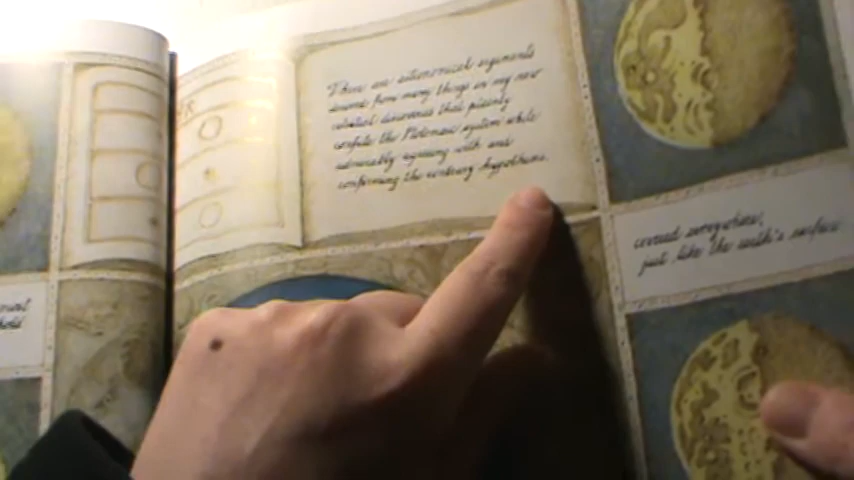 There are astronomical arguments
drawn from many things in my new
celestial discoveries that plainly
confute the Ptolemaic system while
admirably agreeing with and
confirming the contrary hypothesis.
covered everywhere,
just like the earth's surface